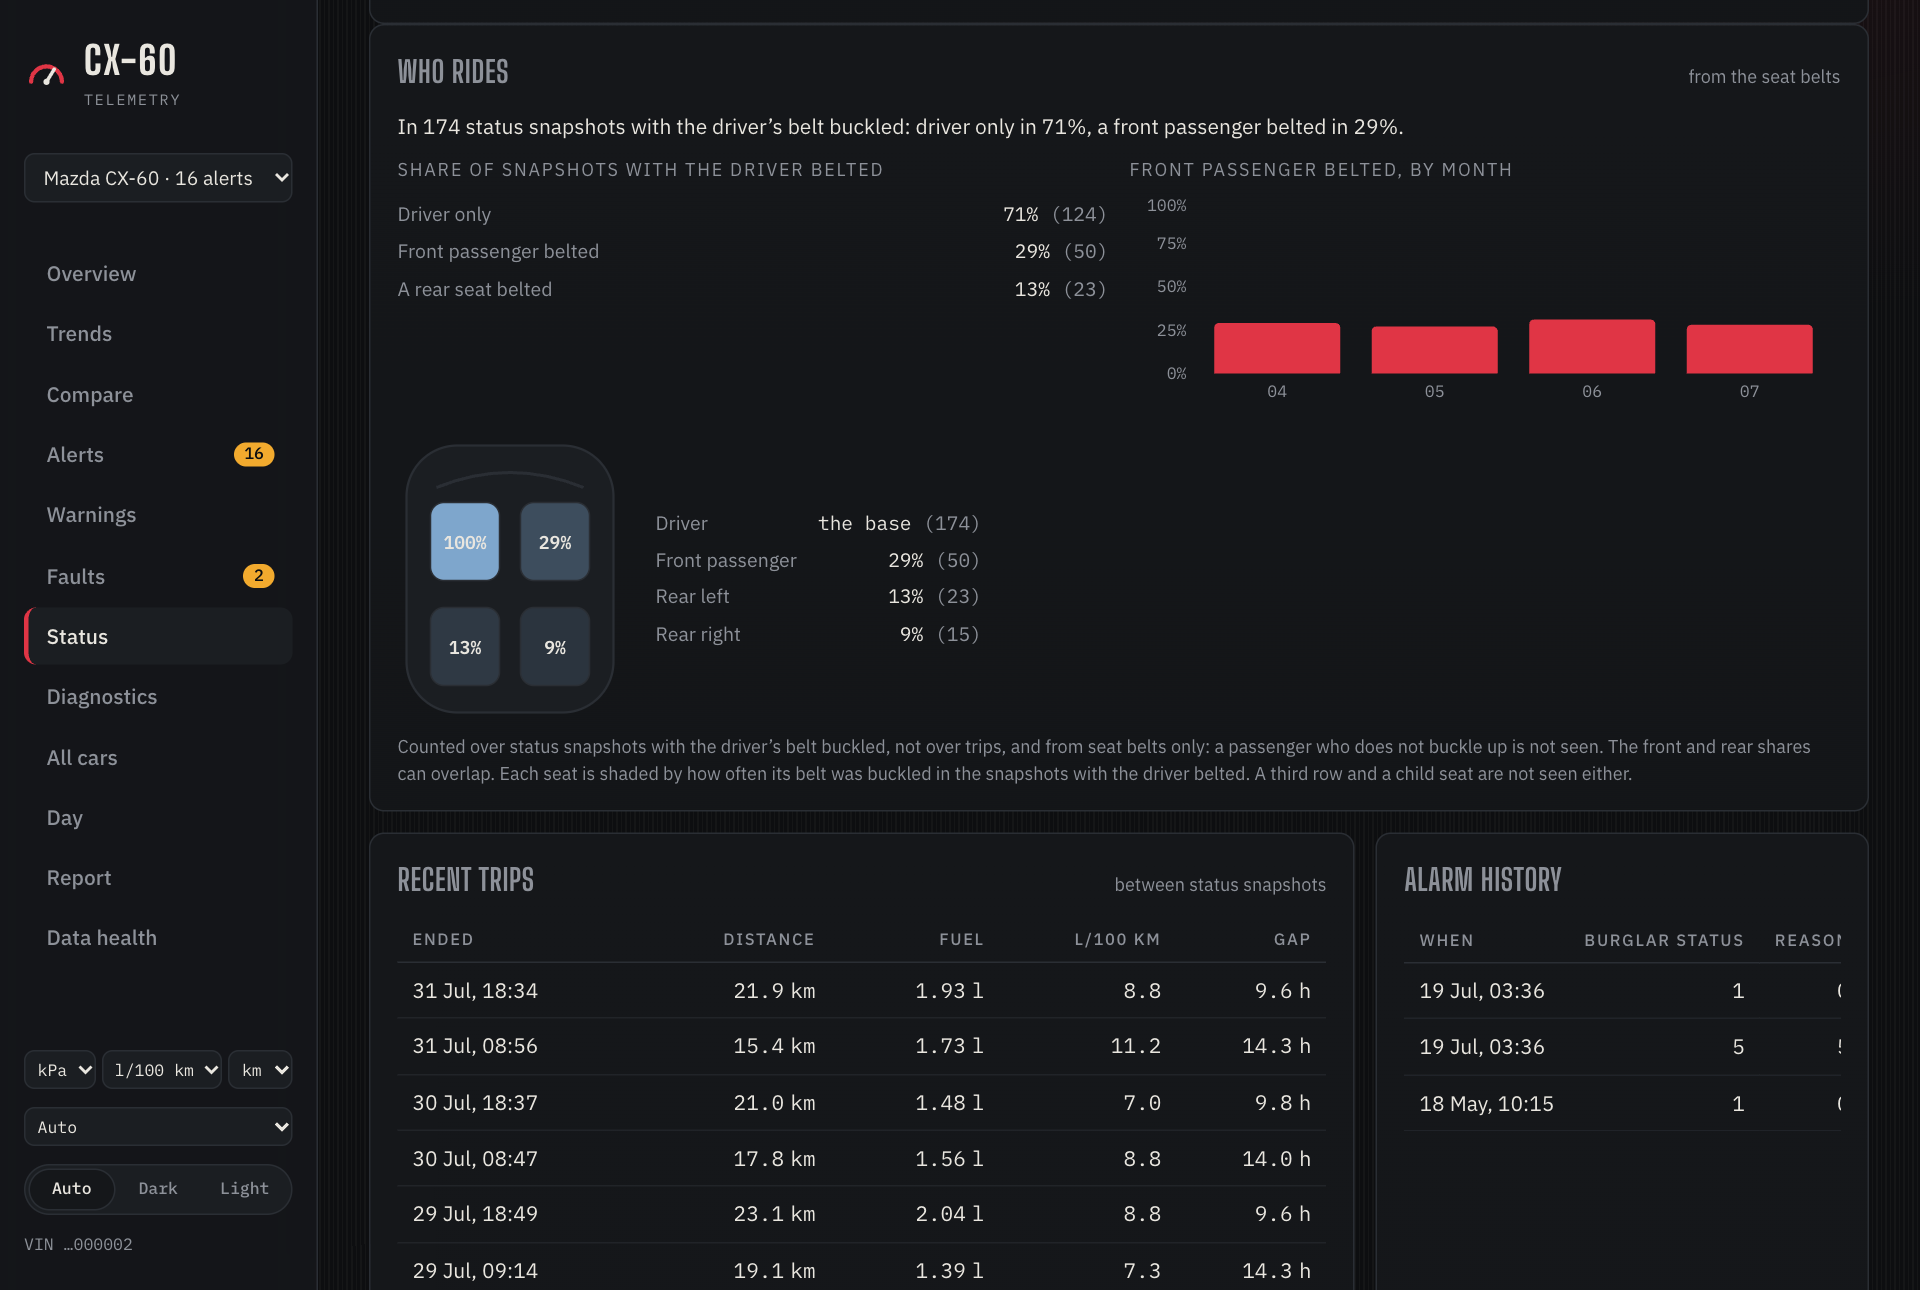 CX-60
TELEMETRY
Mazda CX-60 · 16 alerts
Overview
Trends
Compare
Alerts 16
Warnings
Faults 2
Status
Diagnostics
All cars
Day
Report
Data health
kPa l/100 km km
Auto
Auto Dark Light
VIN …000002
WHO RIDES
from the seat belts
In 174 status snapshots with the driver’s belt buckled: driver only in 71%, a front passenger belted in 29%.
SHARE OF SNAPSHOTS WITH THE DRIVER BELTED
Driver only 71% (124)
Front passenger belted 29% (50)
A rear seat belted 13% (23)
FRONT PASSENGER BELTED, BY MONTH
100%
75%
50%
25%
0%
04 05 06 07
100% 29%
13% 9%
Driver the base (174)
Front passenger 29% (50)
Rear left 13% (23)
Rear right 9% (15)
Counted over status snapshots with the driver’s belt buckled, not over trips, and from seat belts only: a passenger who does not buckle up is not seen. The front and rear shares
can overlap. Each seat is shaded by how often its belt was buckled in the snapshots with the driver belted. A third row and a child seat are not seen either.
RECENT TRIPS
between status snapshots
ENDED DISTANCE FUEL L/100 KM GAP
31 Jul, 18:34 21.9 km 1.93 l 8.8 9.6 h
31 Jul, 08:56 15.4 km 1.73 l 11.2 14.3 h
30 Jul, 18:37 21.0 km 1.48 l 7.0 9.8 h
30 Jul, 08:47 17.8 km 1.56 l 8.8 14.0 h
29 Jul, 18:49 23.1 km 2.04 l 8.8 9.6 h
29 Jul, 09:14 19.1 km 1.39 l 7.3 14.3 h
ALARM HISTORY
WHEN BURGLAR STATUS REASON
19 Jul, 03:36 1
19 Jul, 03:36 5
18 May, 10:15 1